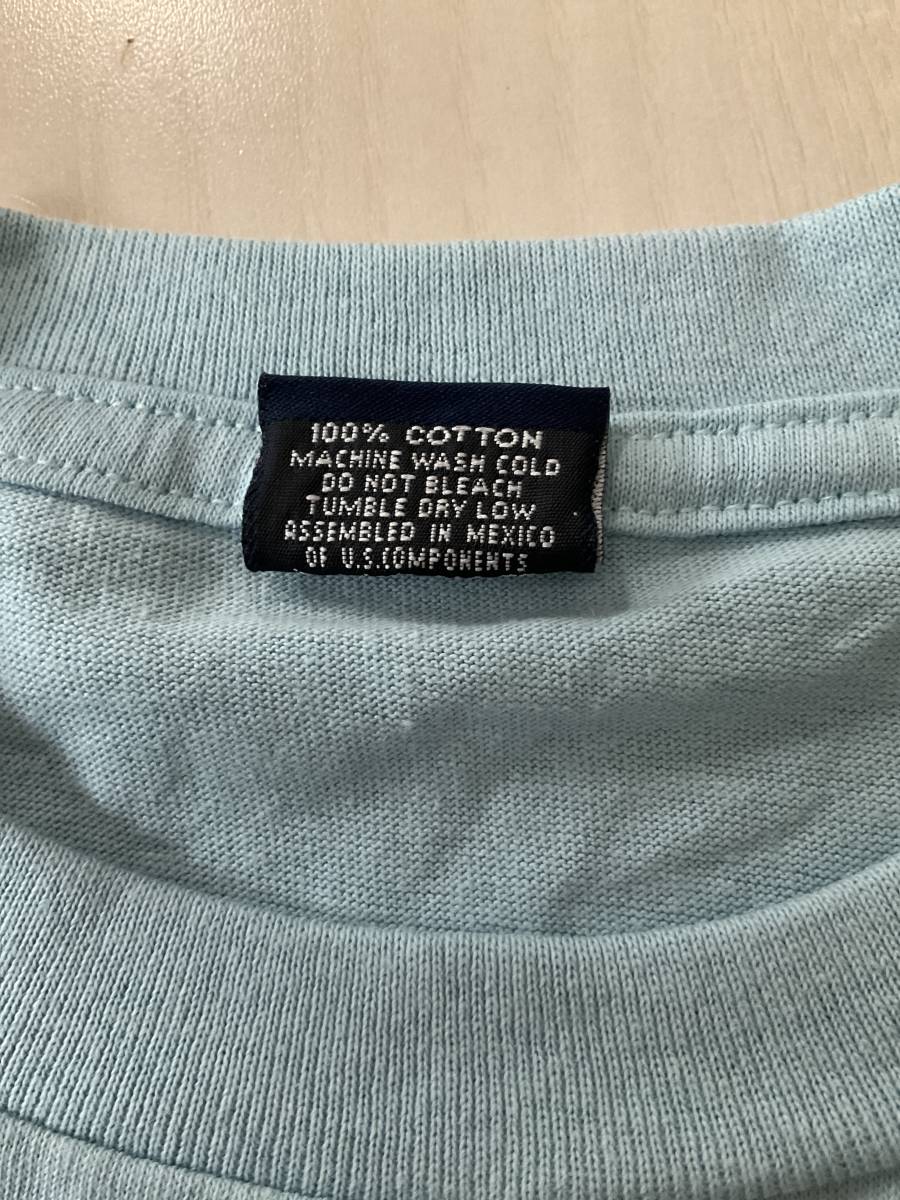 100% COTTON
MACHINE WASH COLD
DO NOT BLEACH
TUMBLE DRY LOW
ASSEMBLED IN MEXICO
OF U.S.COMPONENTS